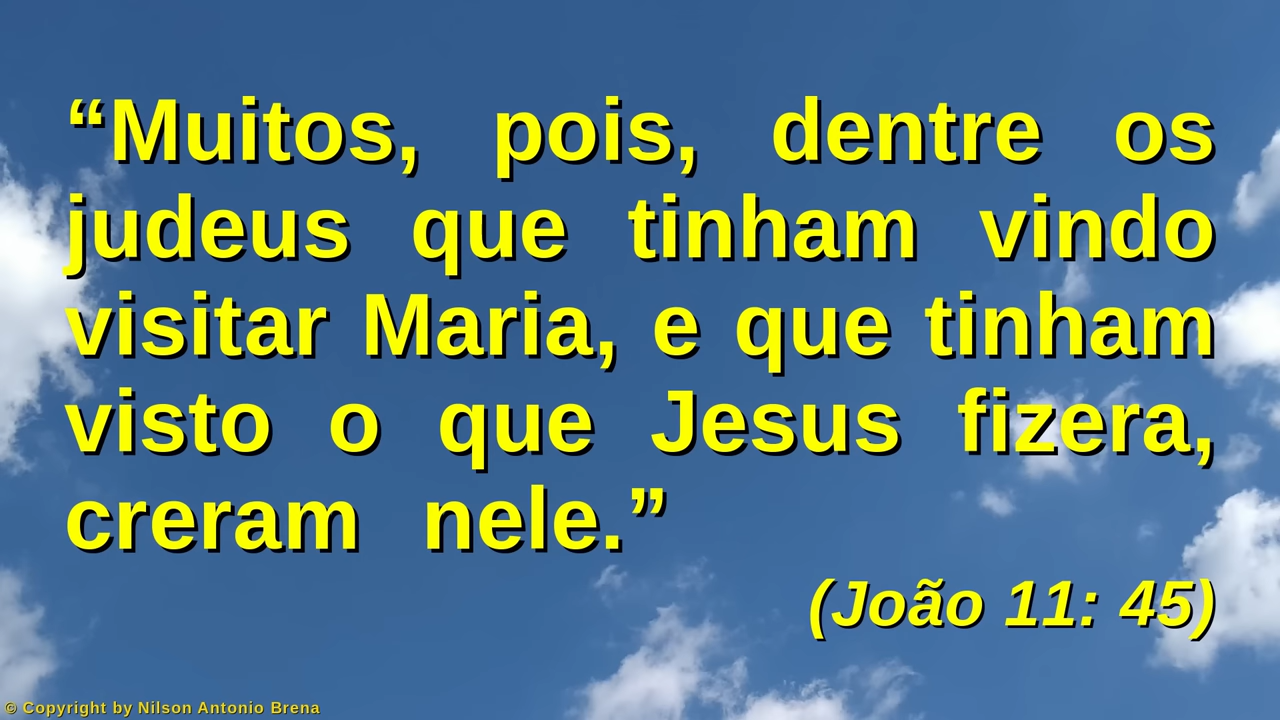 “Muitos, pois, dentre os
judeus que tinham vindo
visitar Maria, e que tinham
visto o que Jesus fizera,
creram nele.”
(João 11: 45)
© Copyright by Nilson Antonio Brena